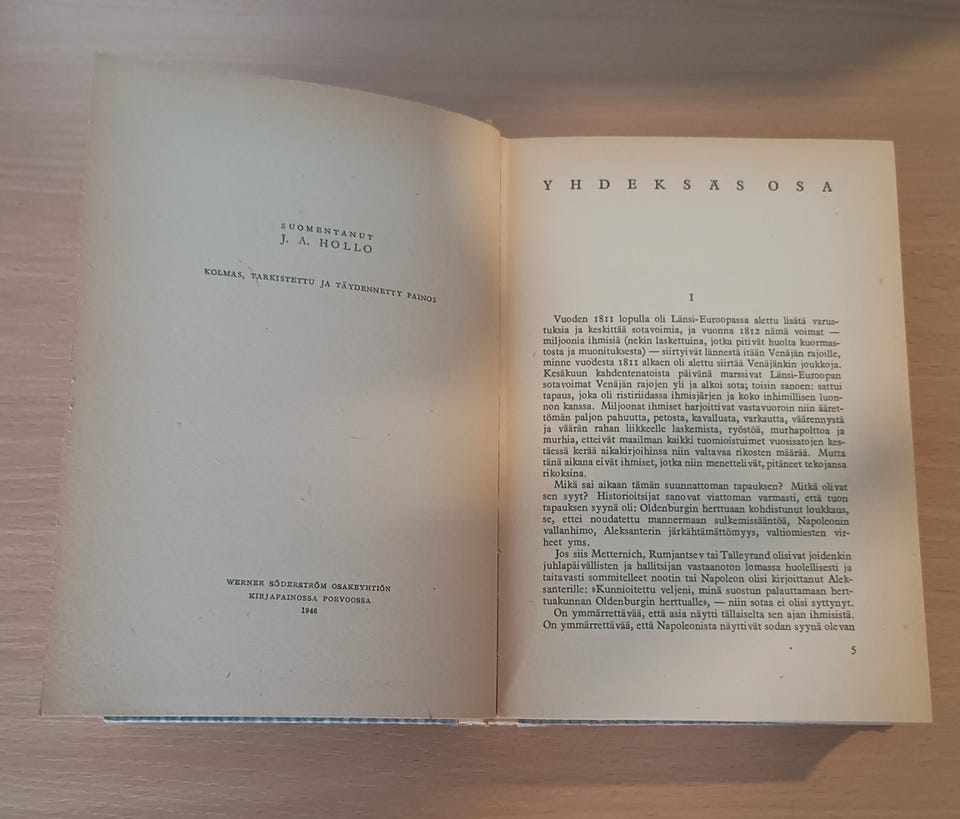 SUOMENTANUT
J. A. HOLLO
KOLMAS, TARKISTETTU JA TÄYDENNETTY PAINOS
WERNER SÖDERSTRÖM OSAKEYHTIÖN
KIRJAPAINOSSA PORVOOSSA
1946
YHDEKSÄS OSA
I
Vuoden 1811 lopulla oli Länsi-Euroopassa alettu lisätä varus-
tuksia ja keskittää sotavoimia, ja vuonna 1812 nämä voimat —
miljoonia ihmisiä (nekin laskettuina, jotka pitivät huolta kuormas-
tosta ja muonituksesta) — siirtyivät lännestä itään Venäjän rajoille,
minne vuodesta 1811 alkaen oli alettu siirtää Venäjänkin joukkoja.
Kesäkuun kahdentenatoista päivänä marssivat Länsi-Euroopan
sotavoimat Venäjän rajojen yli ja alkoi sota; toisin sanoen: sattui
tapaus, joka oli ristiriidassa ihmisjärjen ja koko inhimillisen luon-
non kanssa. Miljoonat ihmiset harjoittivat vastavuoroin niin ääret-
tömän paljon pahuutta, petosta, kavallusta, varkautta, väärennystä
ja väärän rahan liikkeelle laskemista, ryöstöä, murhapolttoa ja
murhia, etteivät maailman kaikki tuomioistuimet vuosisatojen kes-
täessä kerää aikakirjoihinsa niin valtavaa rikosten määrää. Mutta
tänä aikana eivät ihmiset, jotka niin menettelivät, pitäneet tekojansa
rikoksina.
Mikä sai aikaan tämän suunnattoman tapauksen? Mitkä olivat
sen syyt? Historioitsijat sanovat viattoman varmasti, että tuon
tapauksen syynä oli: Oldenburgin herttuaan kohdistunut loukkaus,
se, ettei noudatettu mannermaan sulkemissääntöä, Napoleonin
vallanhimo, Aleksanterin järkähtämättömyys, valtiomiesten vir-
heet yms.
Jos siis Metternich, Rumjantsev tai Talleyrand olisivat joidenkin
juhlapäivällisten ja hallitsijan vastaanoton lomassa huolellisesti ja
taitavasti sommitelleet nootin tai Napoleon olisi kirjoittanut Alek-
santerille: »Kunnioitettu veljeni, minä suostun palauttamaan hert-
tuakunnan Oldenburgin herttualle», — niin sotaa ei olisi syttynyt.
On ymmärrettävää, että asia näytti tällaiselta sen ajan ihmisistä.
On ymmärrettävää, että Napoleonista näyttivät sodan syynä olevan
5